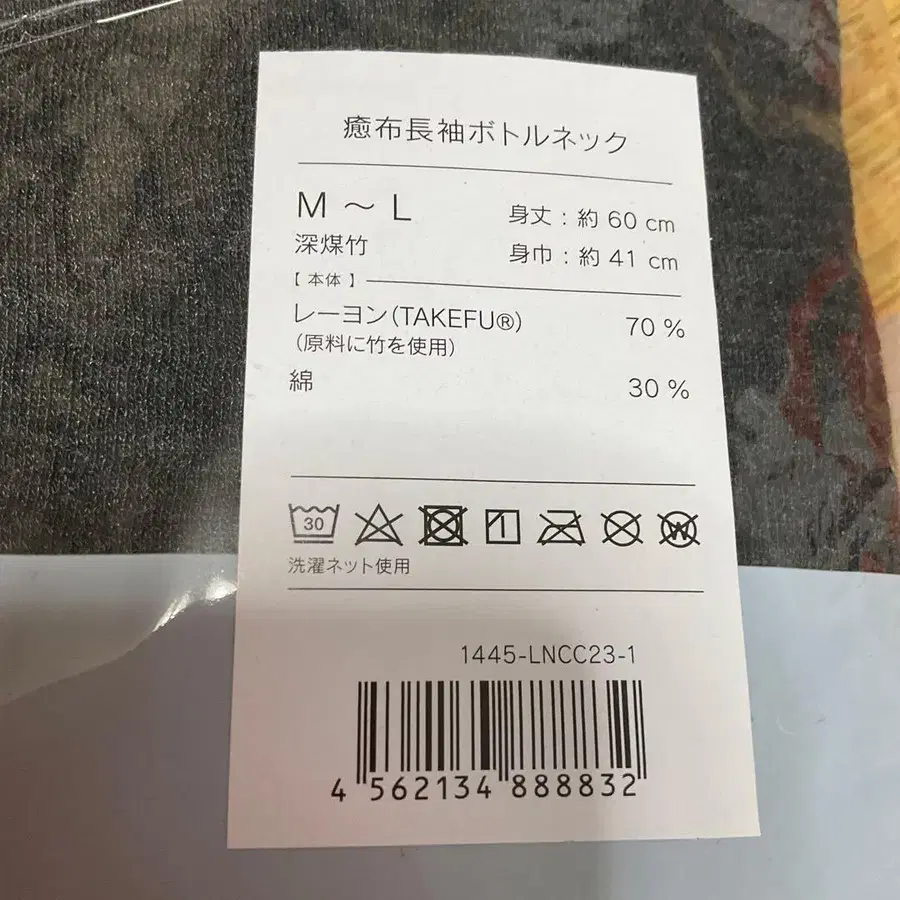 癒布長袖ボトルネック
M ～ L
身丈：約 60 cm
深煤竹
身巾：約 41 cm
【 本体 】
レーヨン(TAKEFU®) 70 %
(原料に竹を使用)
綿 30 %
30
洗濯ネット使用
1445-LNCC23-1
4 562134 888832